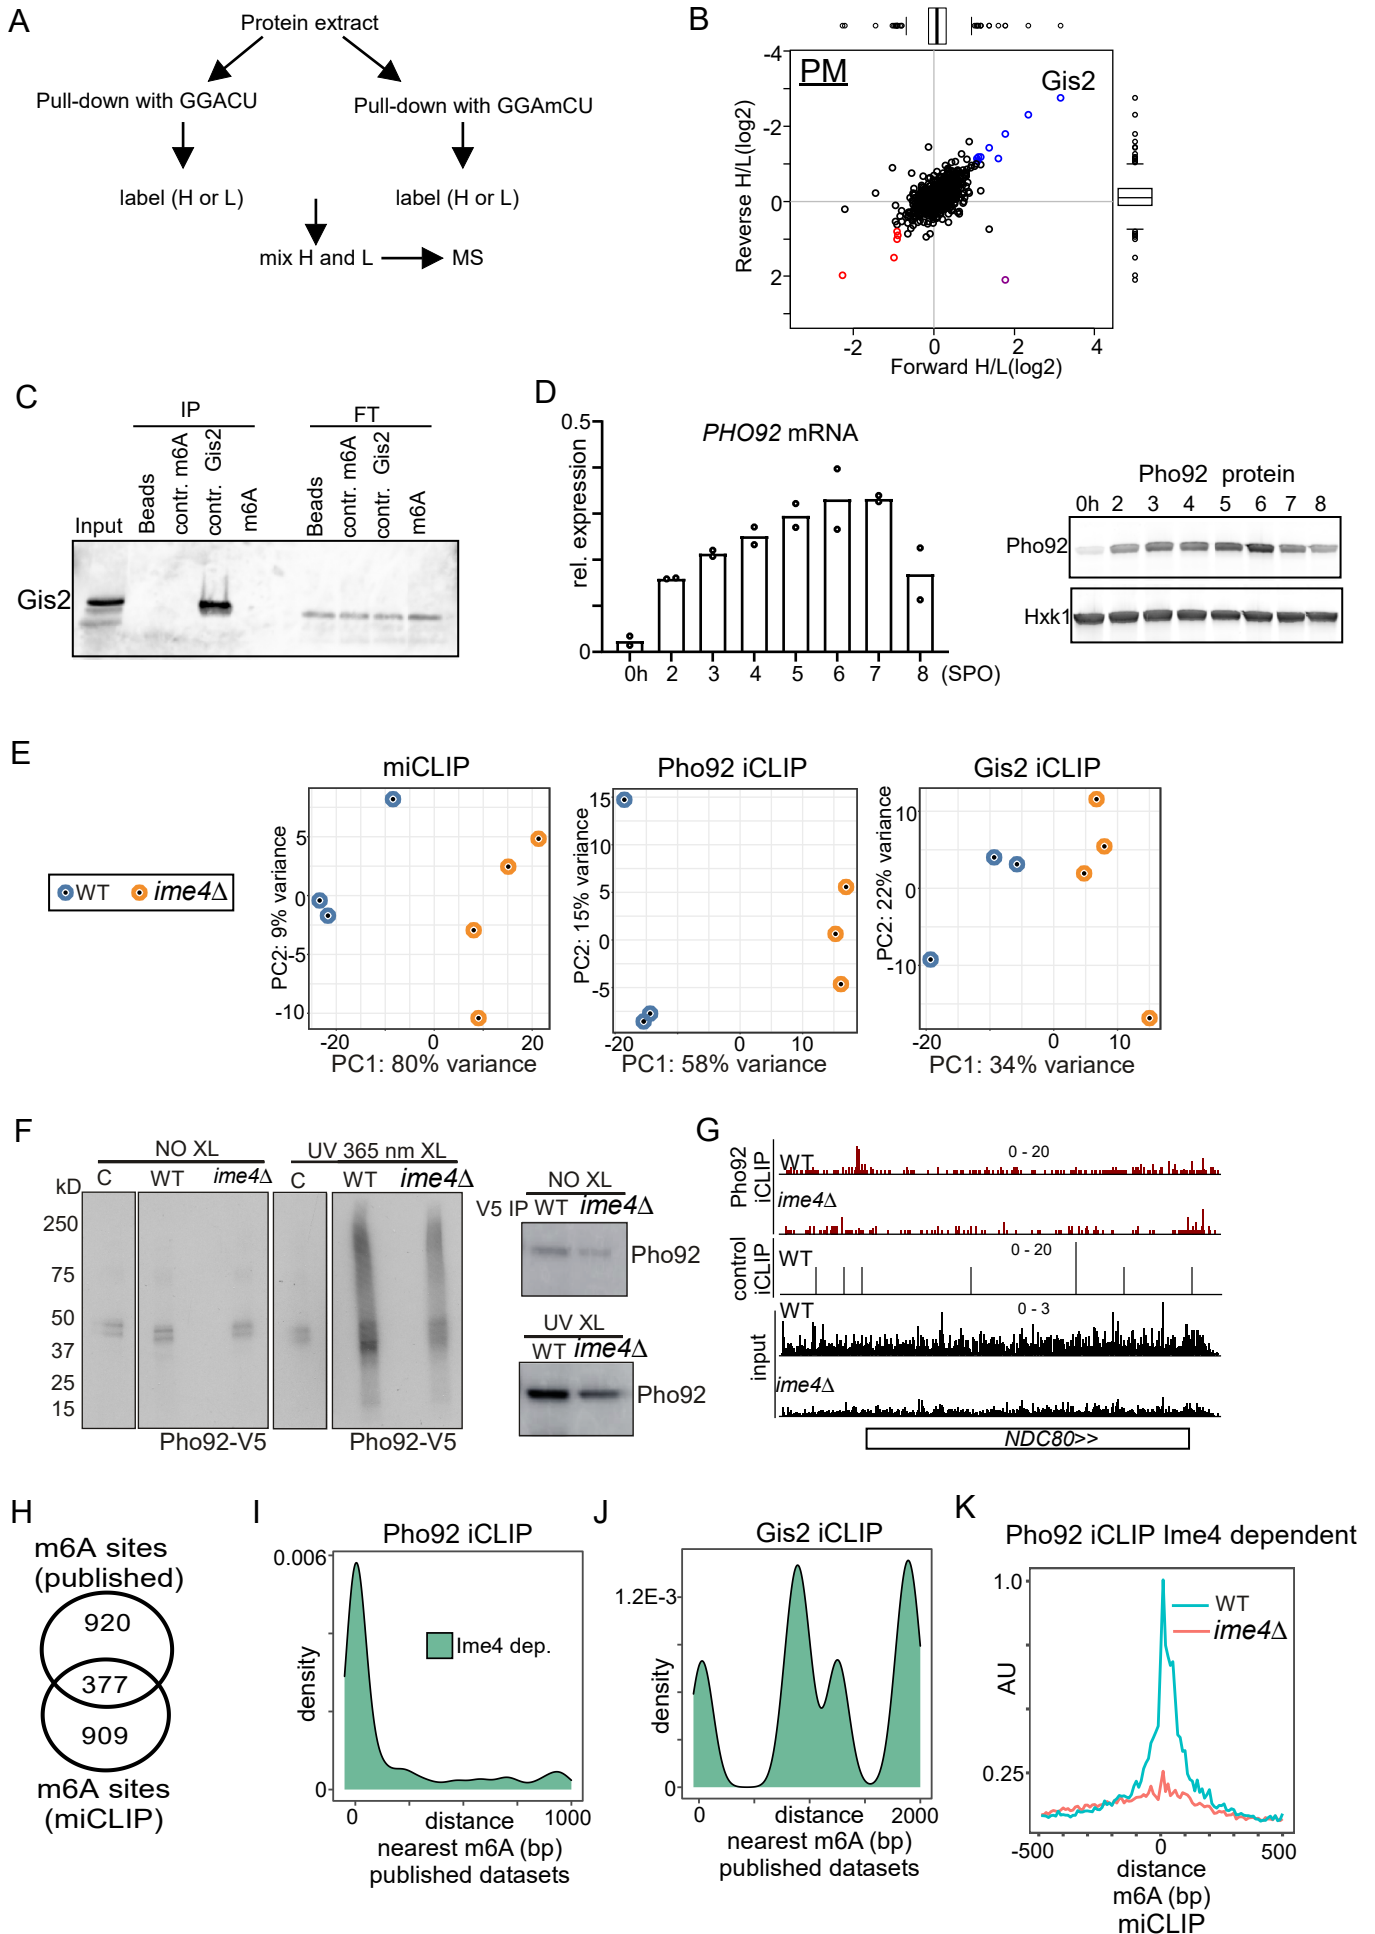 A
Protein extract
Pull-down with GGACU
Pull-down with GGAmCU
label (H or L)
label (H or L)
mix H and L
MS
B
PM
Gis2
-4
-2
0
2
Reverse H/L(log2)
-2
0
2
4
Forward H/L(log2)
C
IP
FT
Input
Beads
contr. m6A
contr. Gis2
m6A
Beads
contr. m6A
contr. Gis2
m6A
Gis2
D
PHO92 mRNA
0.5
0
rel. expression
0h 2 3 4 5 6 7 8 (SPO)
Pho92 protein
0h 2 3 4 5 6 7 8
Pho92
Hxk1
E
WT
ime4Δ
miCLIP
5
0
-5
-10
PC2: 9% variance
-20 0 20
PC1: 80% variance
Pho92 iCLIP
15
10
5
0
-5
PC2: 15% variance
-20 0 10
PC1: 58% variance
Gis2 iCLIP
10
0
-10
PC2: 22% variance
-20 0 10
PC1: 34% variance
F
NO XL
UV 365 nm XL
C WT ime4Δ
C WT ime4Δ
kD
250
75
50
37
25
15
Pho92-V5
Pho92-V5
NO XL
V5 IP WT ime4Δ
Pho92
UV XL
WT ime4Δ
Pho92
G
Pho92
iCLIP
WT
0 - 20
ime4Δ
control
iCLIP
WT
0 - 20
input
WT
0 - 3
ime4Δ
NDC80>>
H
m6A sites
(published)
920
377
909
m6A sites
(miCLIP)
I
Pho92 iCLIP
0.006
0
density
Ime4 dep.
0 distance 1000
nearest m6A (bp)
published datasets
J
Gis2 iCLIP
1.2E-3
0
density
0 distance 2000
nearest m6A (bp)
published datasets
K
Pho92 iCLIP Ime4 dependent
1.0
0.25
AU
WT
ime4Δ
-500 0 500
distance
m6A (bp)
miCLIP